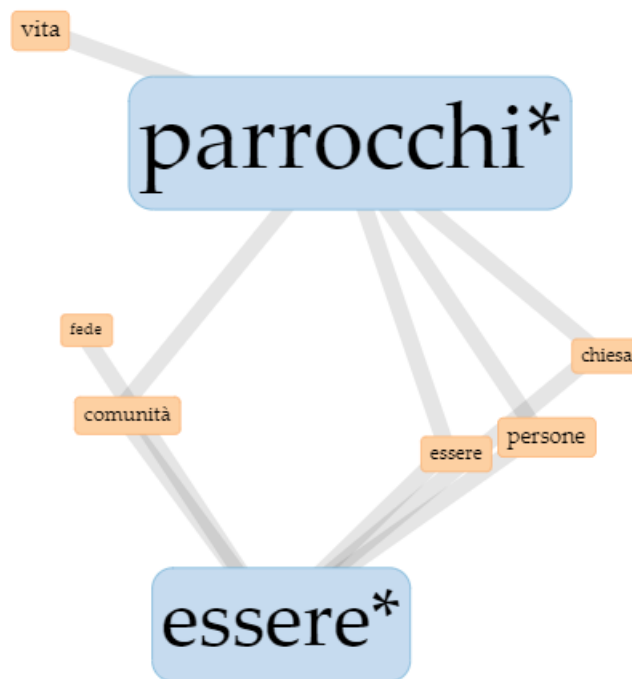 vita
parrocchi*
fede
chiesa
comunità
persone
essere
essere*